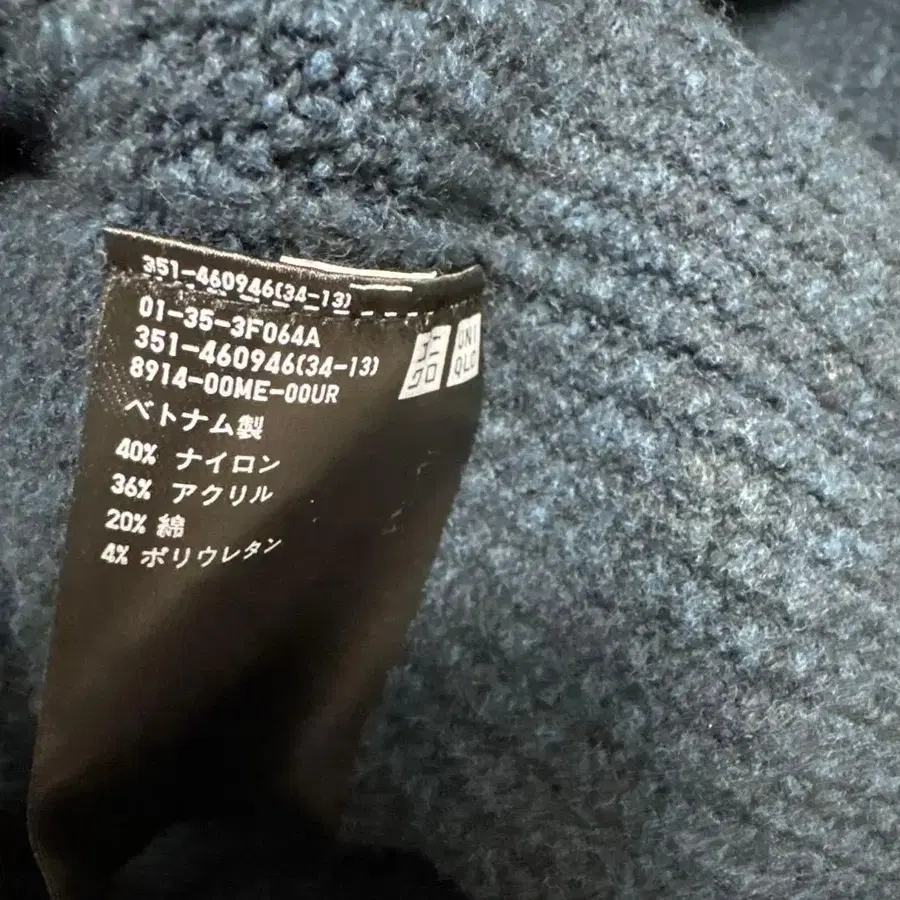 351-460946(34-13)
01-35-3F064A
351-460946(34-13)
8914-00ME-00UR
ユニ
クロ
UNI
QLO
ベトナム製
40% ナイロン
36% アクリル
20% 綿
4% ポリウレタン